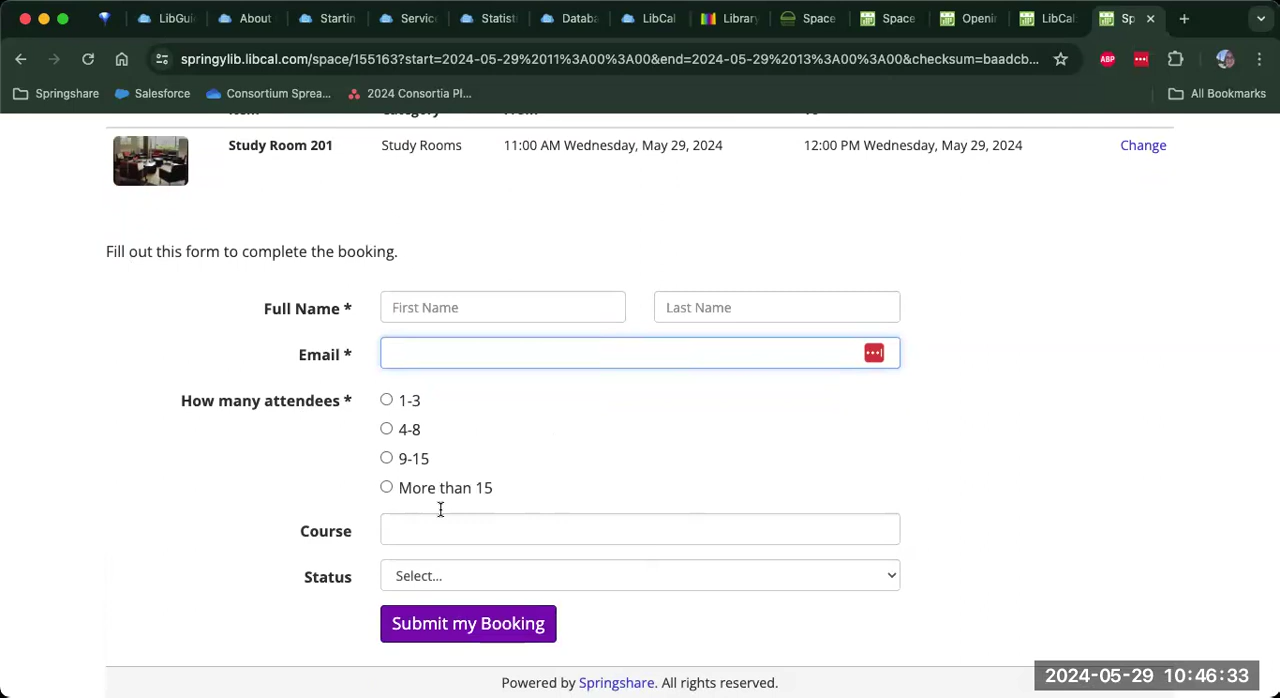 LibGui
About
Startin
Servic
Statist
Datab
LibCal
Library
Space
Space
Openin
LibCal
Sp
springylib.libcal.com/space/155163?start=2024-05-29%2011%3A00%3A00&end=2024-05-29%2013%3A00%3A00&checksum=baadcb...
ABP
Springshare
Salesforce
Consortium Sprea...
2024 Consortia Pl...
All Bookmarks
Study Room 201 Study Rooms 11:00 AM Wednesday, May 29, 2024 12:00 PM Wednesday, May 29, 2024 Change
Fill out this form to complete the booking.
Full Name * First Name Last Name
Email *
How many attendees * 1-3
4-8
9-15
More than 15
Course
Status Select...
Submit my Booking
Powered by Springshare. All rights reserved.
2024-05-29 10:46:33